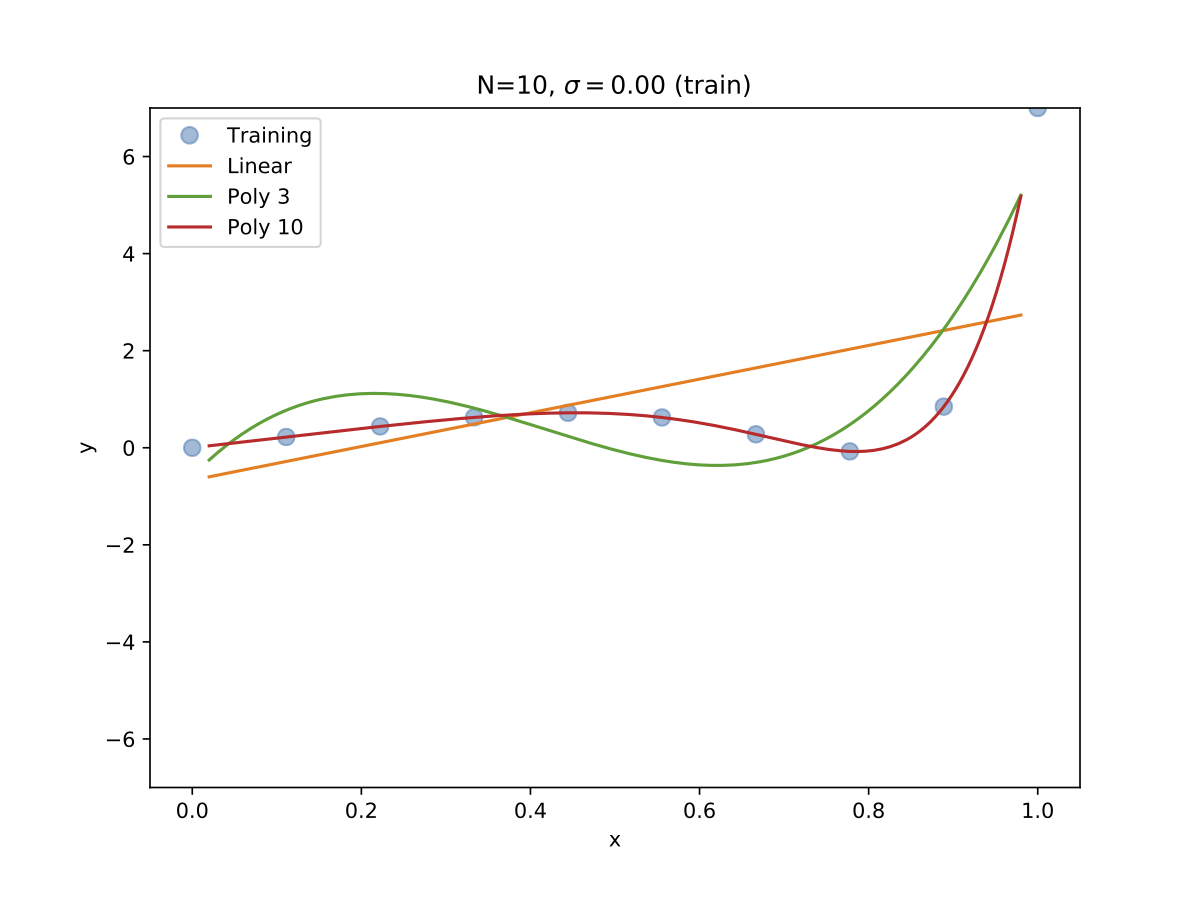 N=10, σ = 0.00 (train)
Training
Linear
Poly 3
Poly 10
6
4
2
0
−2
−4
−6
y
0.0 0.2 0.4 0.6 0.8 1.0
x